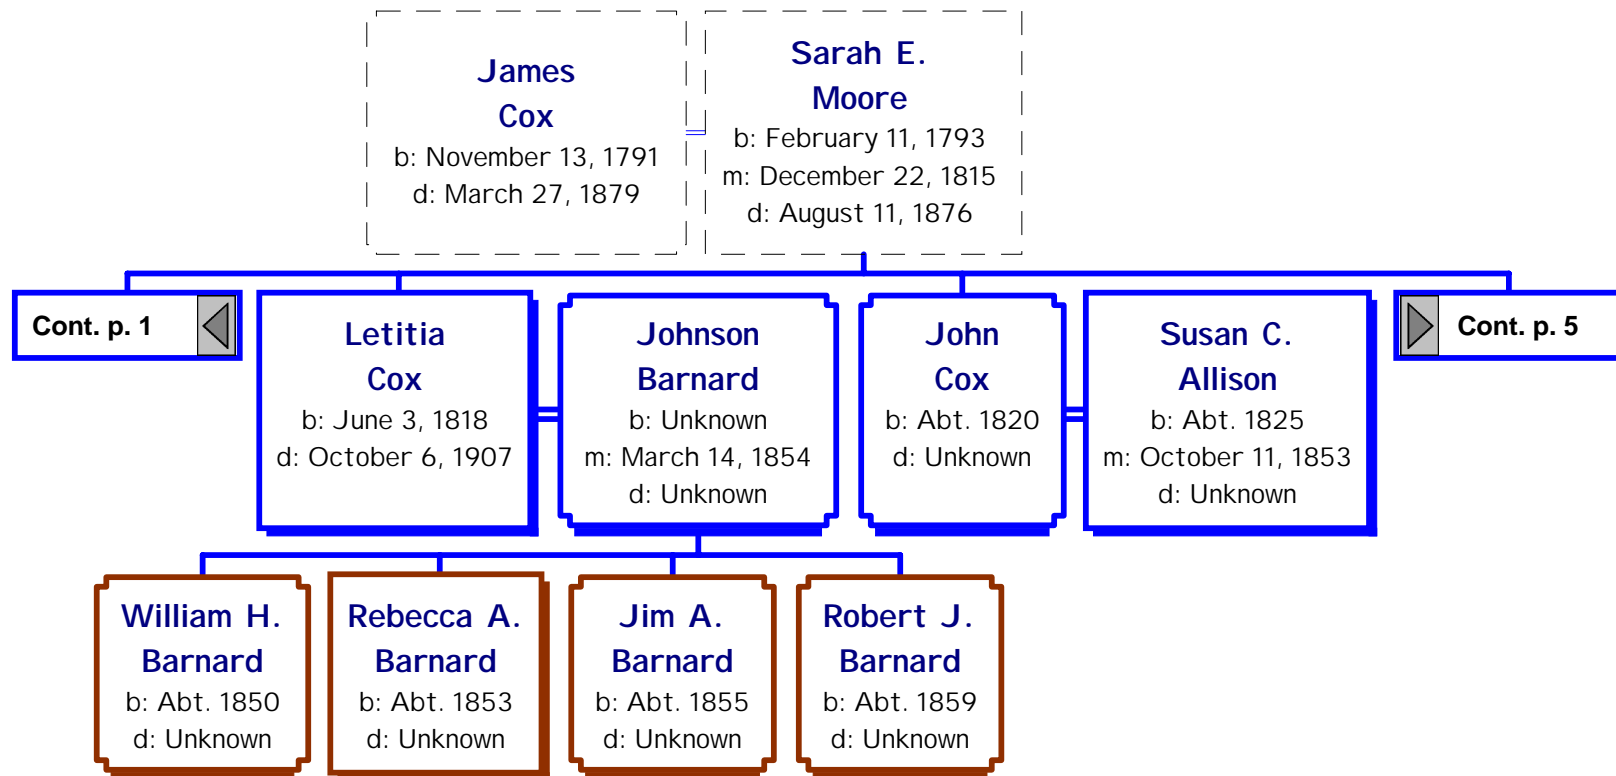 James
Cox
b: November 13, 1791
d: March 27, 1879
Sarah E.
Moore
b: February 11, 1793
m: December 22, 1815
d: August 11, 1876
Cont. p. 1
Letitia
Cox
b: June 3, 1818
d: October 6, 1907
Johnson
Barnard
b: Unknown
m: March 14, 1854
d: Unknown
John
Cox
b: Abt. 1820
d: Unknown
Susan C.
Allison
b: Abt. 1825
m: October 11, 1853
d: Unknown
Cont. p. 5
William H.
Barnard
b: Abt. 1850
d: Unknown
Rebecca A.
Barnard
b: Abt. 1853
d: Unknown
Jim A.
Barnard
b: Abt. 1855
d: Unknown
Robert J.
Barnard
b: Abt. 1859
d: Unknown